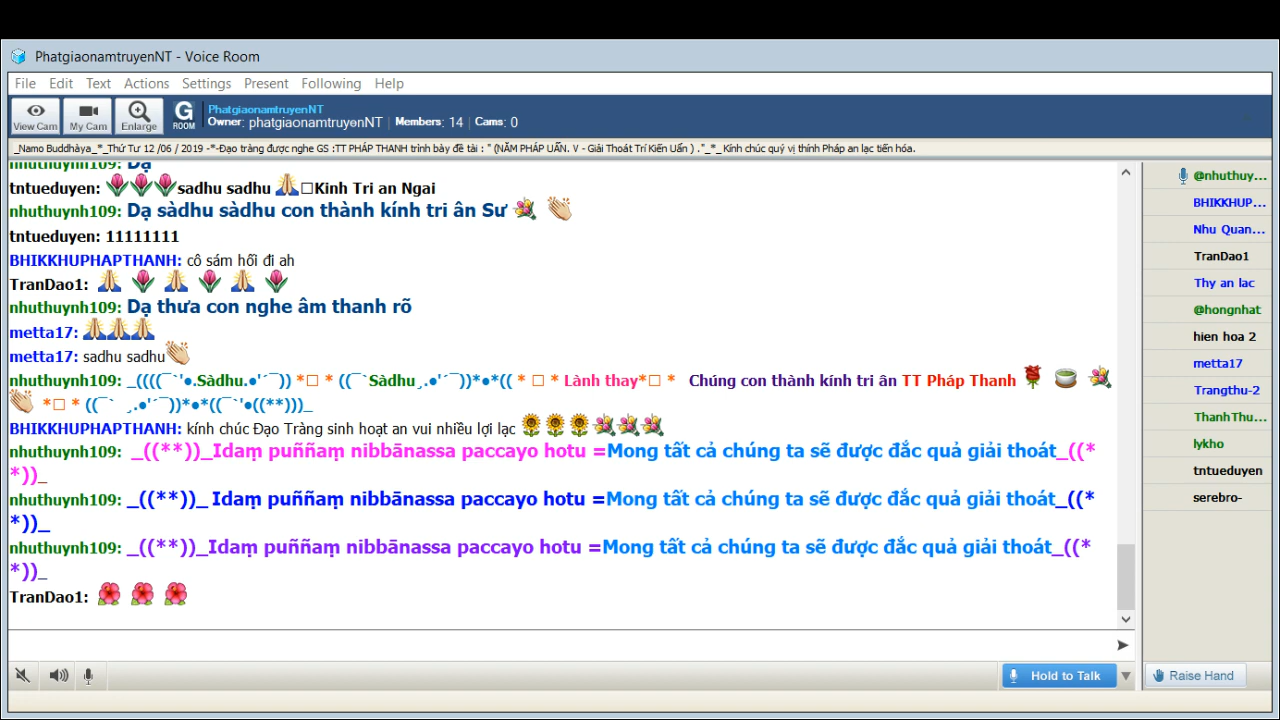 PhatgiaonamtruyenNT - Voice Room
File Edit Text Actions Settings Present Following Help
View Cam My Cam Enlarge G ROOM
PhatgiaonamtruyenNT
Owner: phatgiaonamtruyenNT | Members: 14 | Cams: 0
_Namo Buddhàya_*_Thứ Tư 12 /06 / 2019 -*-Đạo tràng được nghe GS :TT PHÁP THANH trình bày đề tài : " (NĂM PHÁP UẨN. V - Giải Thoát Tri Kiến Uẩn ) ."_*_ Kính chúc quý vị thính Pháp an lạc tiến hóa.
nhuthuynh109: Dạ
tntueduyen: 🌷🌷🌷sadhu sadhu 🙏□Kinh Tri an Ngai
nhuthuynh109: Dạ sàdhu sàdhu con thành kính tri ân Sư 💐 👏
tntueduyen: 11111111
BHIKKHUPHAPTHANH: cô sám hối đi ah
TranDao1: 🙏 🌷 🙏 🌷 🙏 🌷
nhuthuynh109: Dạ thưa con nghe âm thanh rõ
metta17: 🙏🙏🙏
metta17: sadhu sadhu👏
nhuthuynh109: _((((¯`'●.Sàdhu.●'´¯)) *□ * ((¯`Sàdhu¸.●'´¯))*●*(( * □ * Lành thay*□ * Chúng con thành kính tri ân TT Pháp Thanh 🌹 🍵 💐
👏 *□ * ((¯` ¸.●'´¯))*●*((¯`'●((**)))_
BHIKKHUPHAPTHANH: kính chúc Đạo Tràng sinh hoạt an vui nhiều lợi lạc 🌻🌻🌻💐💐💐
nhuthuynh109: _((**))_Idaṃ puññaṃ nibbānassa paccayo hotu =Mong tất cả chúng ta sẽ được đắc quả giải thoát_((*
*))_
nhuthuynh109: _((**))_ Idaṃ puññaṃ nibbānassa paccayo hotu =Mong tất cả chúng ta sẽ được đắc quả giải thoát_((*
*))_
nhuthuynh109: _((**))_Idaṃ puññaṃ nibbānassa paccayo hotu =Mong tất cả chúng ta sẽ được đắc quả giải thoát_((*
*))_
TranDao1: 🌺 🌺 🌺
@nhuthuy...
BHIKKHUP...
Nhu Quan...
TranDao1
Thy an lac
@hongnhat
hien hoa 2
metta17
Trangthu-2
ThanhThu...
lykho
tntueduyen
serebro-
Hold to Talk
Raise Hand